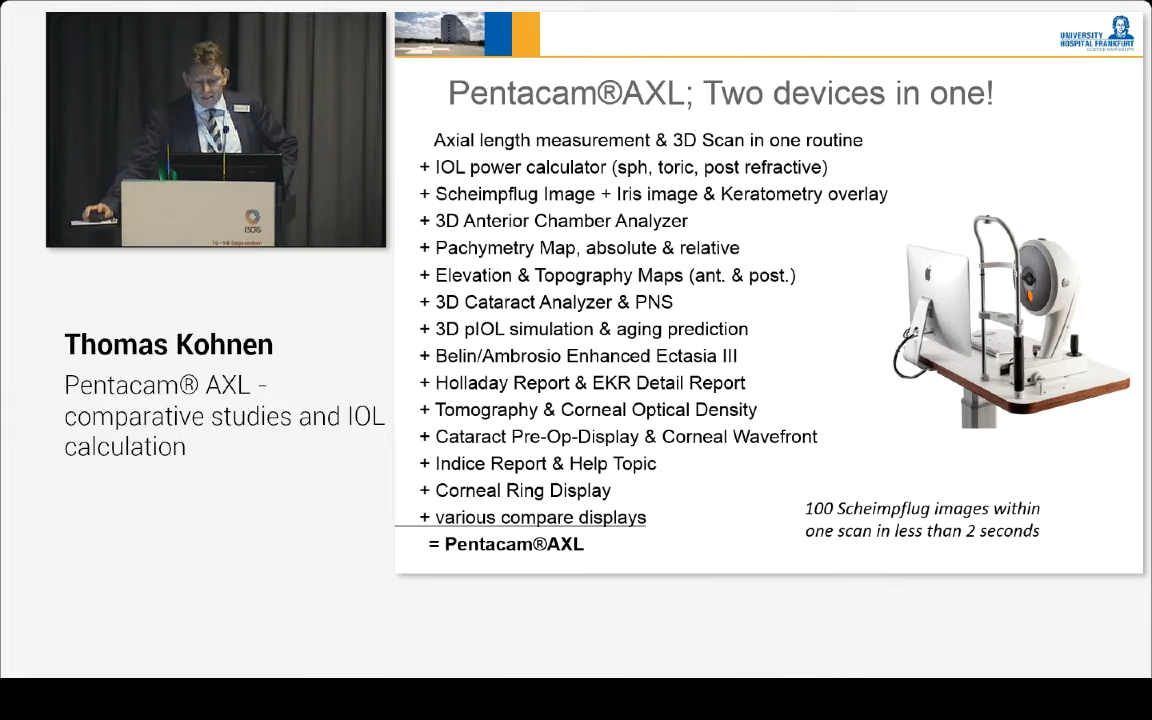 ESCRS
Thomas Kohnen
Pentacam® AXL -
comparative studies and IOL
calculation
UNIVERSITY
HOSPITAL FRANKFURT
Pentacam®AXL; Two devices in one!
Axial length measurement & 3D Scan in one routine
+ IOL power calculator (sph, toric, post refractive)
+ Scheimpflug Image + Iris image & Keratometry overlay
+ 3D Anterior Chamber Analyzer
+ Pachymetry Map, absolute & relative
+ Elevation & Topography Maps (ant. & post.)
+ 3D Cataract Analyzer & PNS
+ 3D pIOL simulation & aging prediction
+ Belin/Ambrosio Enhanced Ectasia III
+ Holladay Report & EKR Detail Report
+ Tomography & Corneal Optical Density
+ Cataract Pre-Op-Display & Corneal Wavefront
+ Indice Report & Help Topic
+ Corneal Ring Display
+ various compare displays
= Pentacam®AXL
100 Scheimpflug images within
one scan in less than 2 seconds